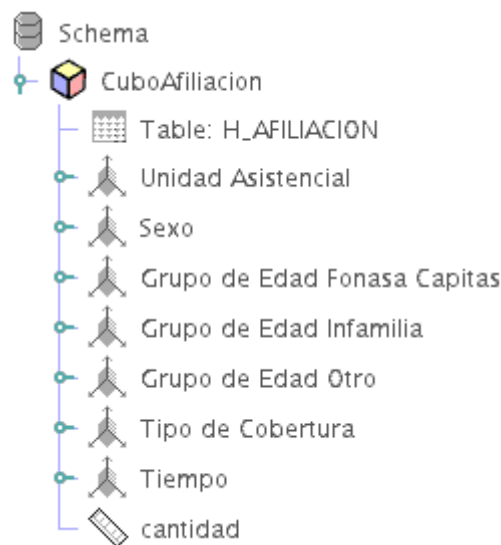 Schema
CuboAfiliacion
Table: H_AFILIACION
Unidad Asistencial
Sexo
Grupo de Edad Fonasa Capitas
Grupo de Edad Infamilia
Grupo de Edad Otro
Tipo de Cobertura
Tiempo
cantidad